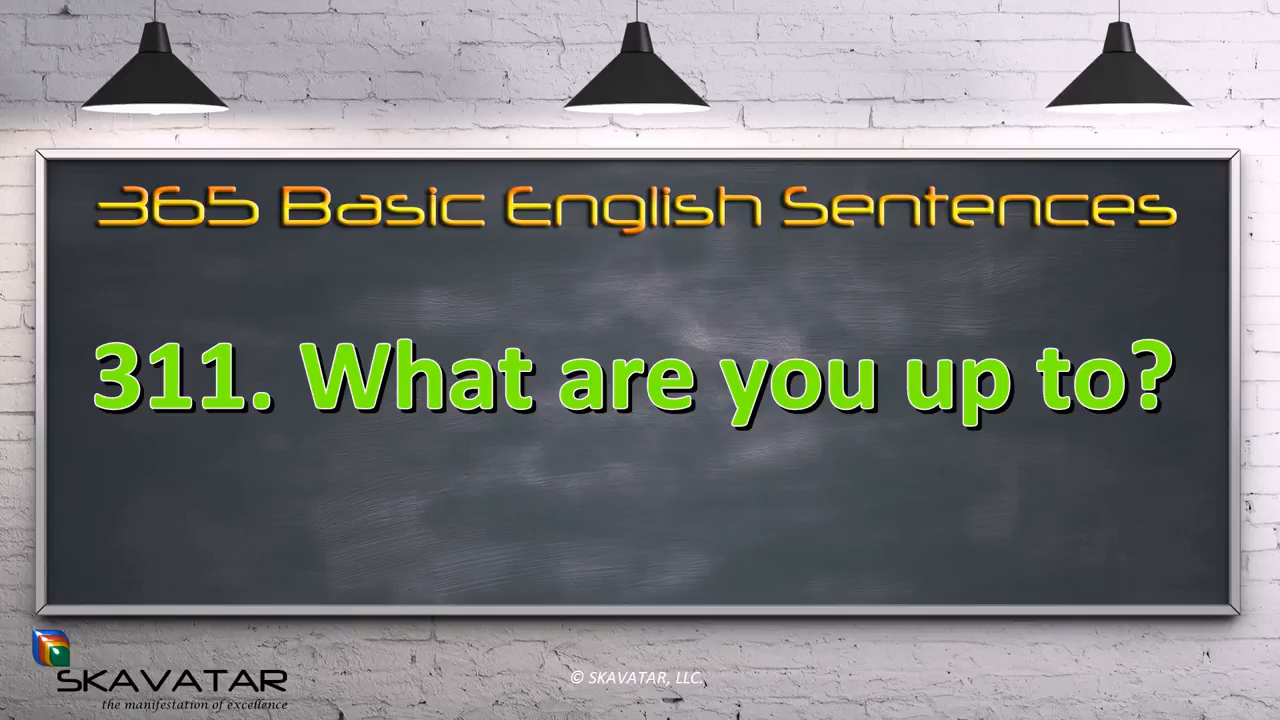 365 Basic English Sentences
311. What are you up to?
SKAVATAR
the manifestation of excellence
© SKAVATAR, LLC.